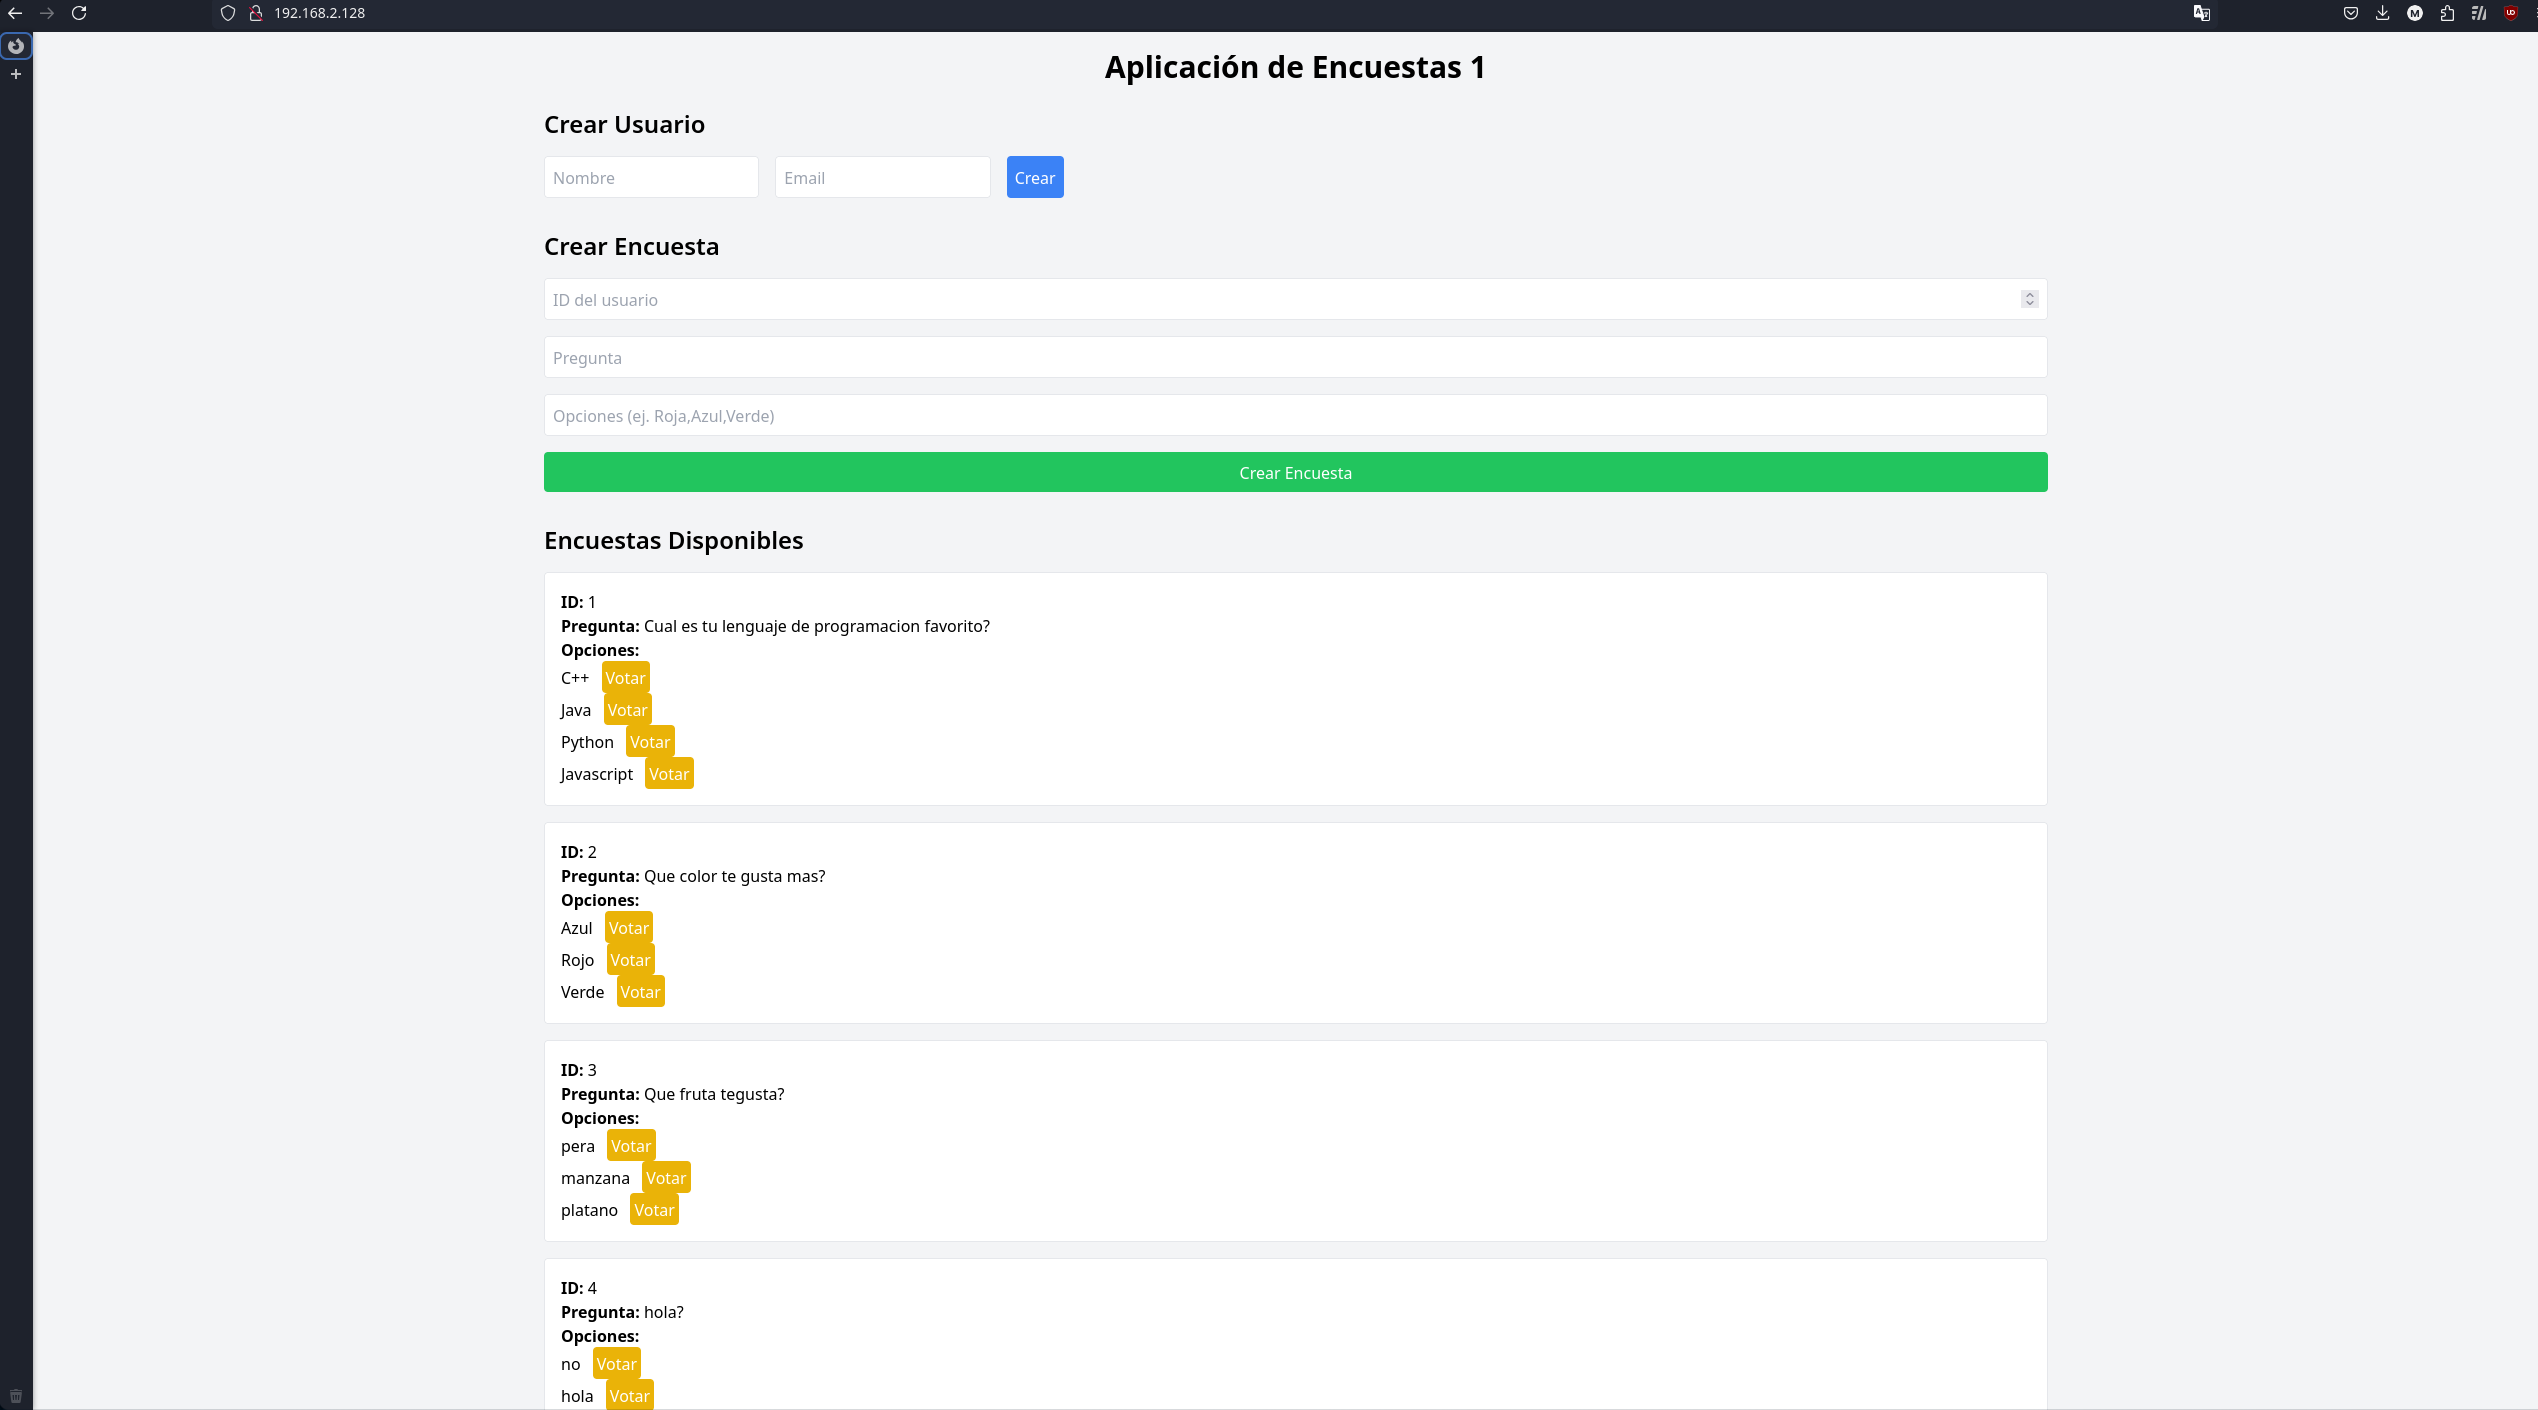 192.168.2.128
Aplicación de Encuestas 1
Crear Usuario
Nombre Email Crear
Crear Encuesta
ID del usuario
Pregunta
Opciones (ej. Roja,Azul,Verde)
Crear Encuesta
Encuestas Disponibles
ID: 1
Pregunta: Cual es tu lenguaje de programacion favorito?
Opciones:
C++ Votar
Java Votar
Python Votar
Javascript Votar
ID: 2
Pregunta: Que color te gusta mas?
Opciones:
Azul Votar
Rojo Votar
Verde Votar
ID: 3
Pregunta: Que fruta tegusta?
Opciones:
pera Votar
manzana Votar
platano Votar
ID: 4
Pregunta: hola?
Opciones:
no Votar
hola Votar